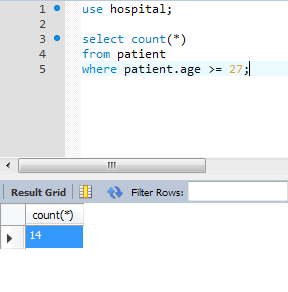 1 use hospital;
2
3 select count(*)
4 from patient
5 where patient.age >= 27;
Result Grid Filter Rows:
count(*)
14